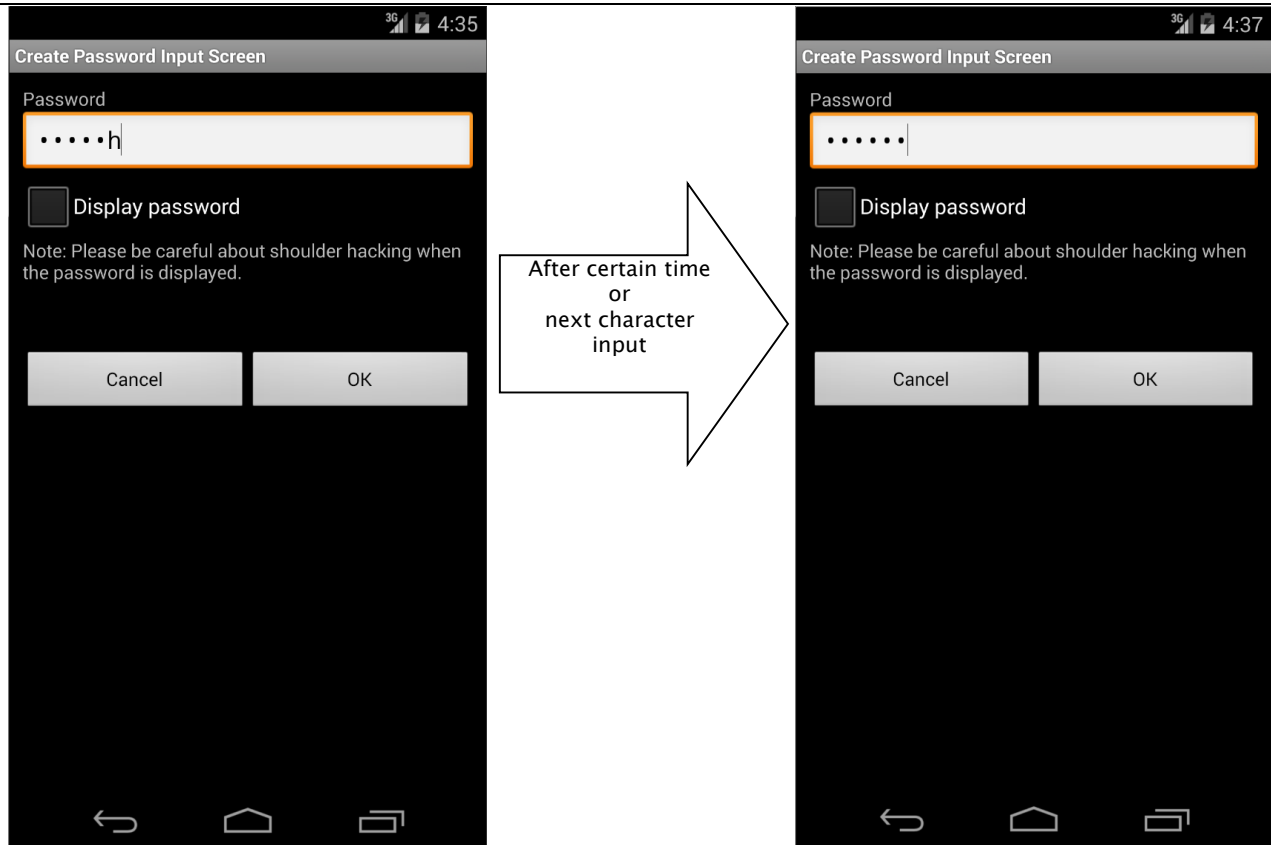 3G 4:35
Create Password Input Screen
Password
•••••h
Display password
Note: Please be careful about shoulder hacking when
the password is displayed.
Cancel OK
After certain time
or
next character
input
3G 4:37
Create Password Input Screen
Password
••••••
Display password
Note: Please be careful about shoulder hacking when
the password is displayed.
Cancel OK